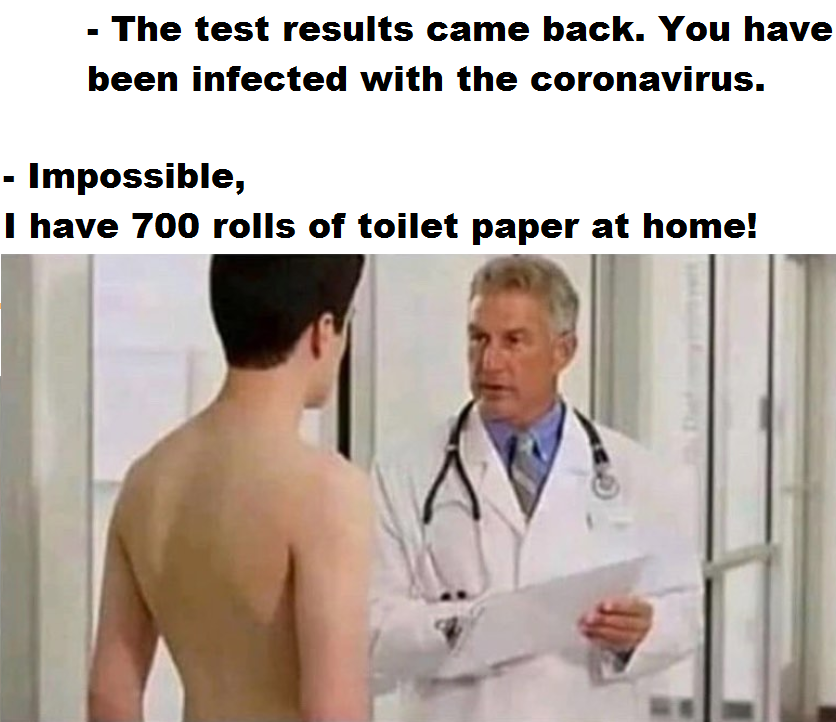 - The test results came back. You have
been infected with the coronavirus.
- Impossible,
I have 700 rolls of toilet paper at home!